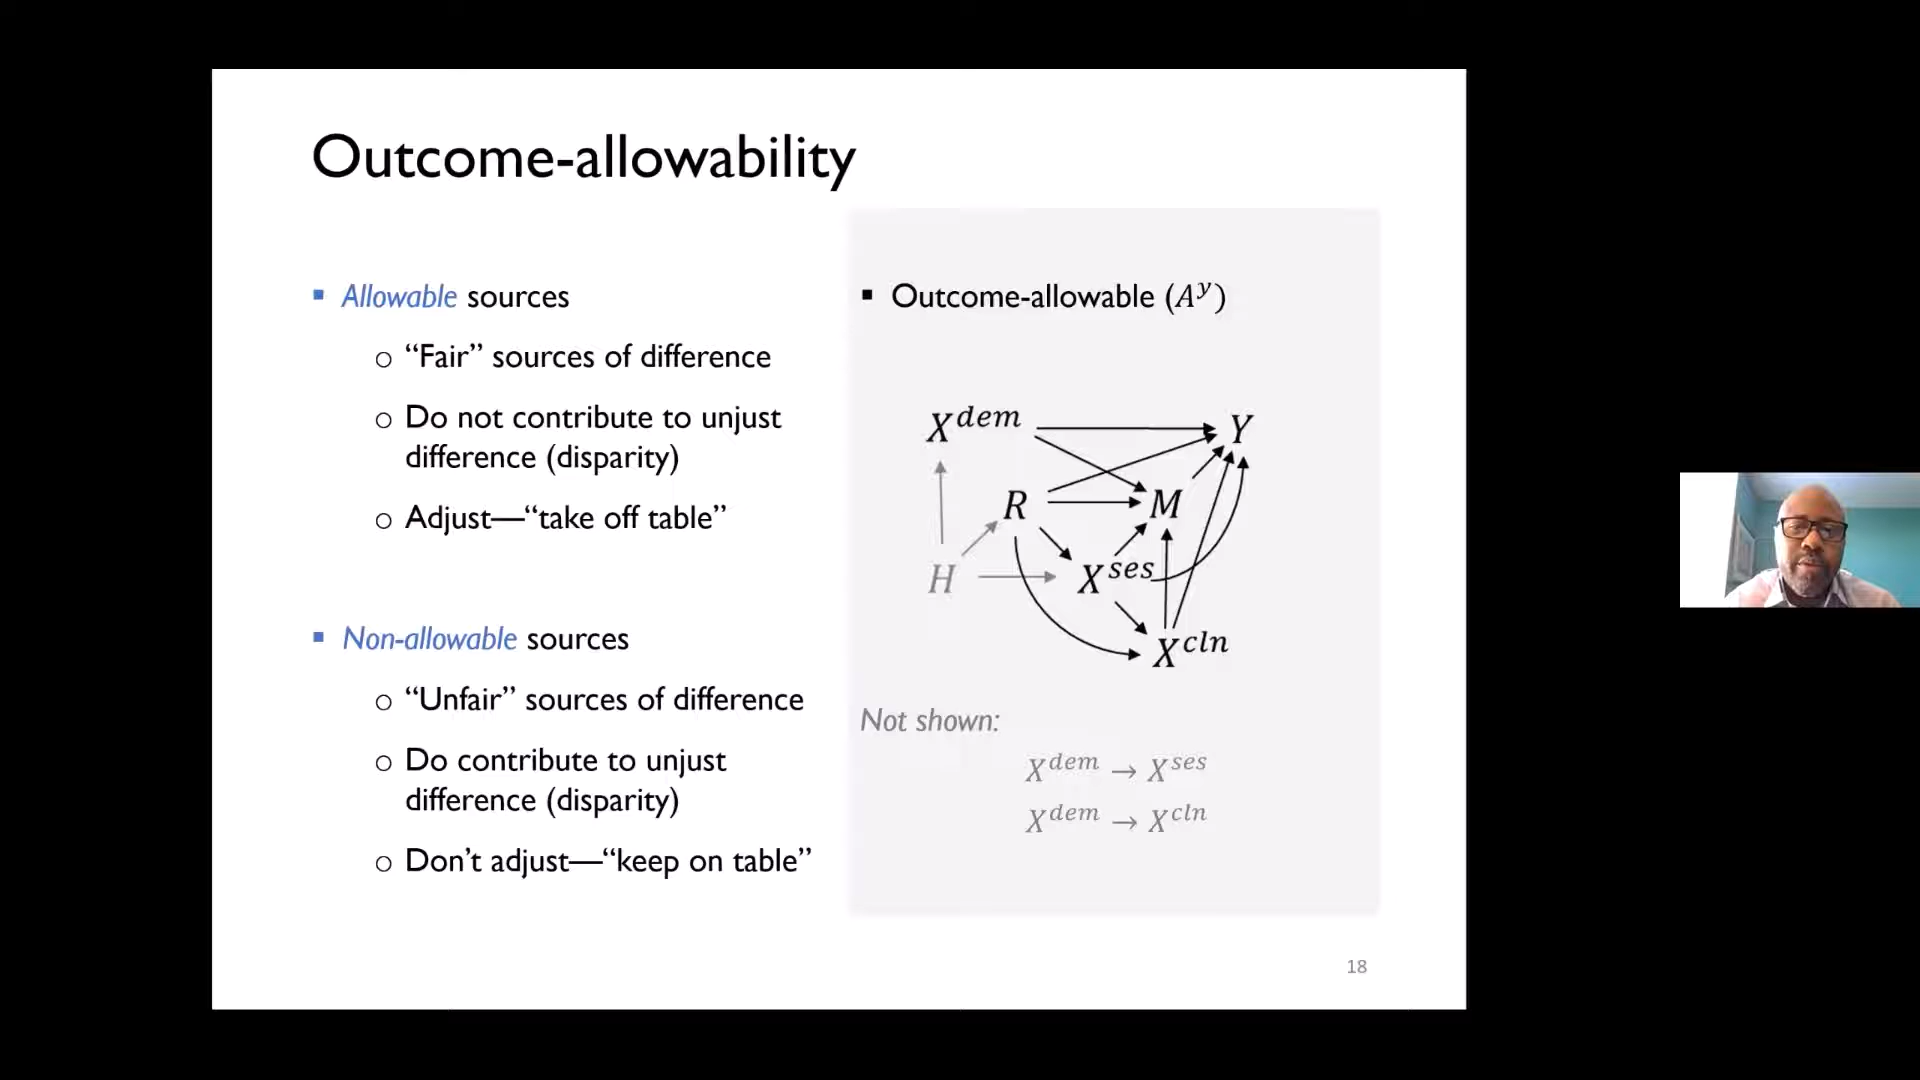 Outcome-allowability
▪ Allowable sources
o “Fair” sources of difference
o Do not contribute to unjust
difference (disparity)
o Adjust—“take off table”
▪ Non-allowable sources
o “Unfair” sources of difference
o Do contribute to unjust
difference (disparity)
o Don’t adjust—“keep on table”
▪ Outcome-allowable (A^y)
X^dem Y
R M
H X^ses
X^cln
Not shown:
X^dem → X^ses
X^dem → X^cln
18